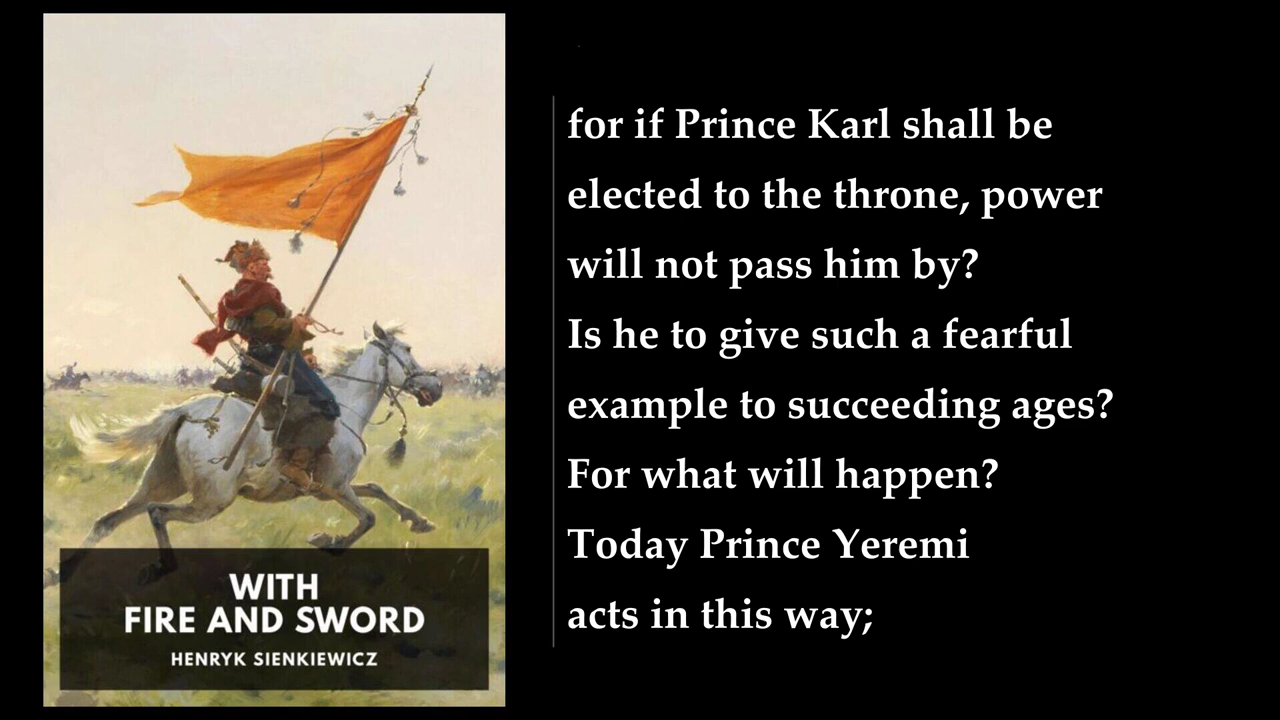 WITH
FIRE AND SWORD
HENRYK SIENKIEWICZ
for if Prince Karl shall be
elected to the throne, power
will not pass him by?
Is he to give such a fearful
example to succeeding ages?
For what will happen?
Today Prince Yeremi
acts in this way;